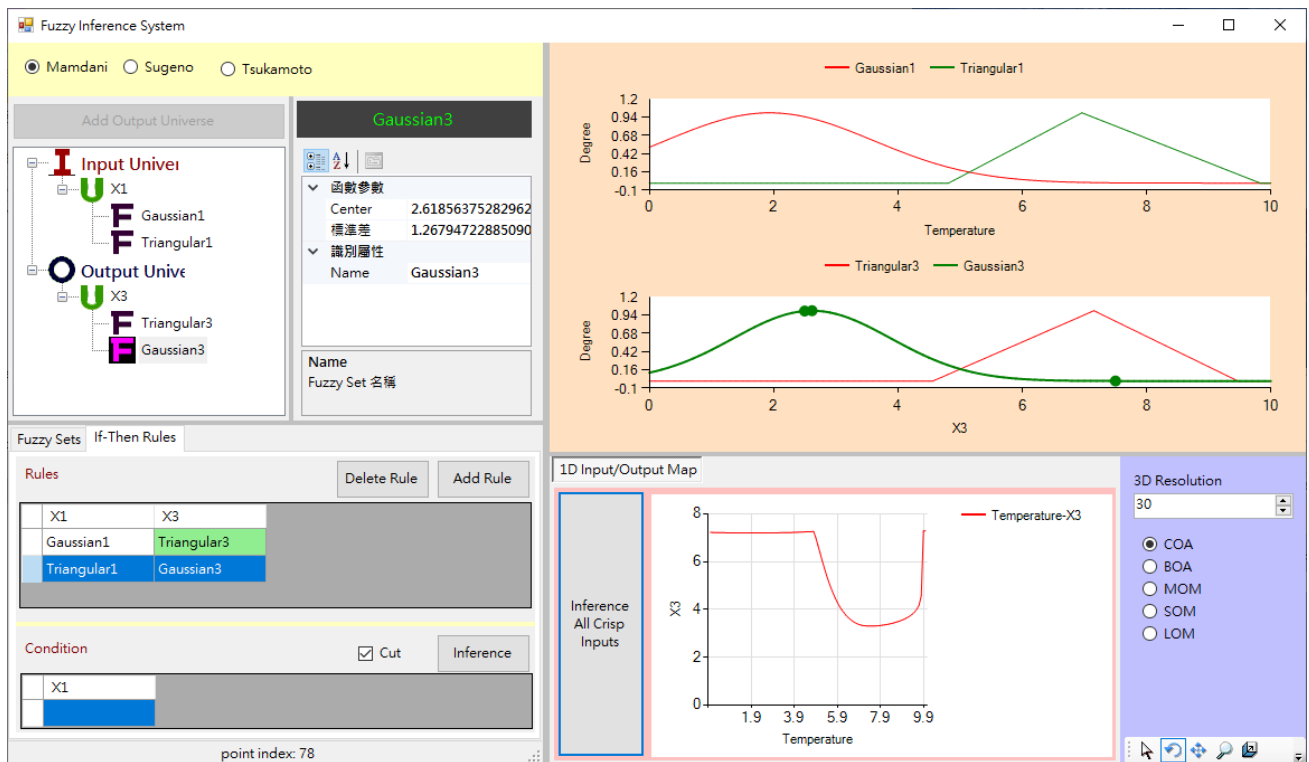 Fuzzy Inference System
Mamdani Sugeno Tsukamoto
Add Output Universe
Input Univer
X1
Gaussian1
Triangular1
Output Unive
X3
Triangular3
Gaussian3
Gaussian3
函數參數
Center 2.61856375282962
標準差 1.26794722885090
識別屬性
Name Gaussian3
Name
Fuzzy Set 名稱
Gaussian1 Triangular1
1.2
0.94
0.68
0.42
0.16
-0.1
Degree
0 2 4 6 8 10
Temperature
Triangular3 Gaussian3
1.2
0.94
0.68
0.42
0.16
-0.1
Degree
0 2 4 6 8 10
X3
Fuzzy Sets If-Then Rules
Rules Delete Rule Add Rule
X1 X3
Gaussian1 Triangular3
Triangular1 Gaussian3
Condition Cut Inference
X1
point index: 78
1D Input/Output Map
Inference
All Crisp
Inputs
8
6
4
2
0
X3
1.9 3.9 5.9 7.9 9.9
Temperature
Temperature-X3
3D Resolution
30
COA
BOA
MOM
SOM
LOM